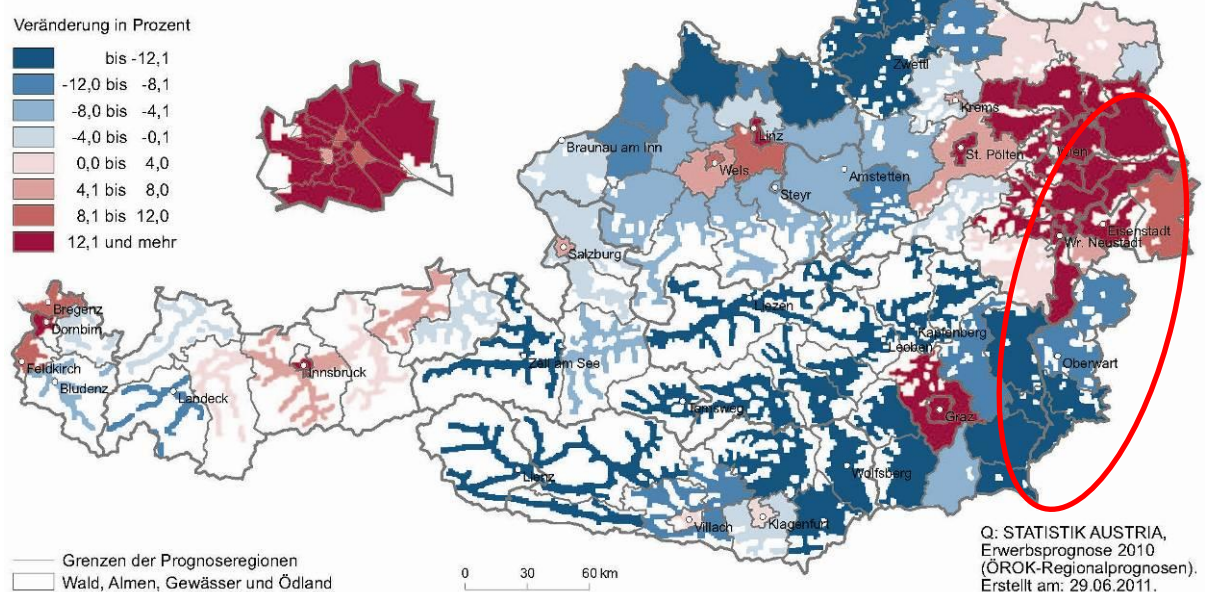 Veränderung in Prozent
bis -12,1
-12,0 bis -8,1
-8,0 bis -4,1
-4,0 bis -0,1
0,0 bis 4,0
4,1 bis 8,0
8,1 bis 12,0
12,1 und mehr
Zwettl
Krems
Linz
Braunau am Inn
St. Pölten
Wien
Wels
Amstetten
Steyr
Eisenstadt
Wr. Neustadt
Salzburg
Bregenz
Dornbirn
Liezen
Kapfenberg
Leoben
Feldkirch
Bludenz
Innsbruck
Zell am See
Oberwart
Landeck
Tamsweg
Graz
Lienz
Wolfsberg
Villach
Klagenfurt
Grenzen der Prognoseregionen
Wald, Almen, Gewässer und Ödland
0 30 60 km
Q: STATISTIK AUSTRIA,
Erwerbsprognose 2010
(ÖROK-Regionalprognosen).
Erstellt am: 29.06.2011.